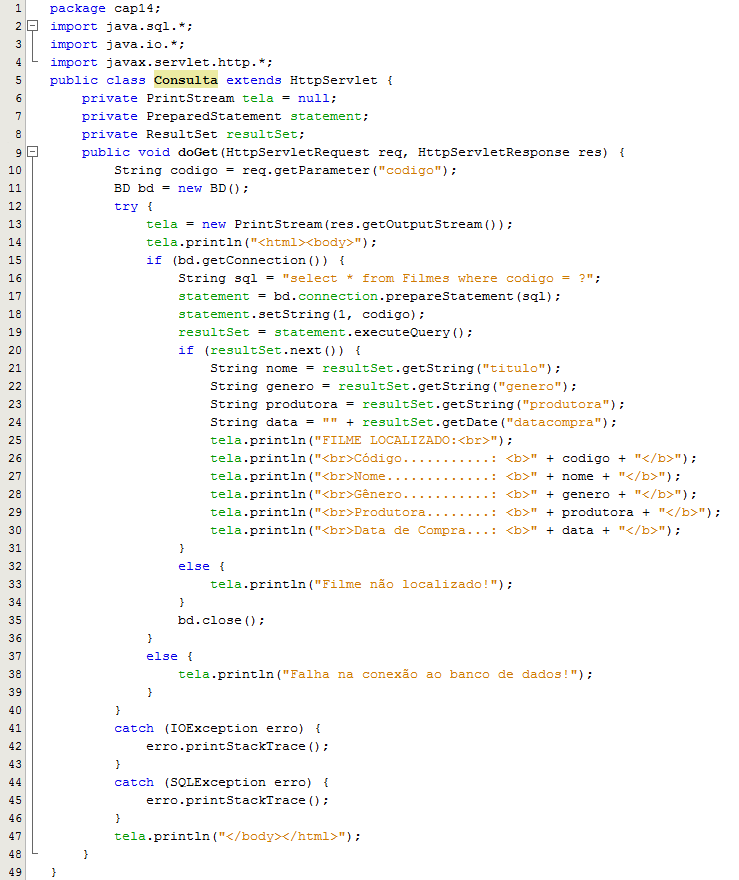 1 package cap14;
2 import java.sql.*;
3 import java.io.*;
4 import javax.servlet.http.*;
5 public class Consulta extends HttpServlet {
6     private PrintStream tela = null;
7     private PreparedStatement statement;
8     private ResultSet resultSet;
9     public void doGet(HttpServletRequest req, HttpServletResponse res) {
10         String codigo = req.getParameter("codigo");
11         BD bd = new BD();
12         try {
13             tela = new PrintStream(res.getOutputStream());
14             tela.println("<html><body>");
15             if (bd.getConnection()) {
16                 String sql = "select * from Filmes where codigo = ?";
17                 statement = bd.connection.prepareStatement(sql);
18                 statement.setString(1, codigo);
19                 resultSet = statement.executeQuery();
20                 if (resultSet.next()) {
21                     String nome = resultSet.getString("titulo");
22                     String genero = resultSet.getString("genero");
23                     String produtora = resultSet.getString("produtora");
24                     String data = "" + resultSet.getDate("datacompra");
25                     tela.println("FILME LOCALIZADO:<br>");
26                     tela.println("<br>Código...........: <b>" + codigo + "</b>");
27                     tela.println("<br>Nome.............: <b>" + nome + "</b>");
28                     tela.println("<br>Gênero...........: <b>" + genero + "</b>");
29                     tela.println("<br>Produtora........: <b>" + produtora + "</b>");
30                     tela.println("<br>Data de Compra...: <b>" + data + "</b>");
31                 }
32                 else {
33                     tela.println("Filme não localizado!");
34                 }
35                 bd.close();
36             }
37             else {
38                 tela.println("Falha na conexão ao banco de dados!");
39             }
40         }
41         catch (IOException erro) {
42             erro.printStackTrace();
43         }
44         catch (SQLException erro) {
45             erro.printStackTrace();
46         }
47         tela.println("</body></html>");
48     }
49 }